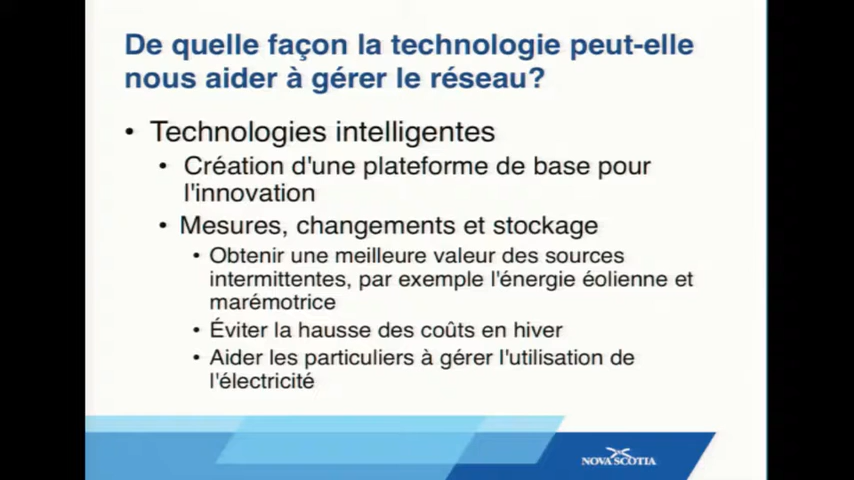 De quelle façon la technologie peut-elle
nous aider à gérer le réseau?
• Technologies intelligentes
• Création d'une plateforme de base pour
l'innovation
• Mesures, changements et stockage
• Obtenir une meilleure valeur des sources
intermittentes, par exemple l'énergie éolienne et
marémotrice
• Éviter la hausse des coûts en hiver
• Aider les particuliers à gérer l'utilisation de
l'électricité
NOVA SCOTIA